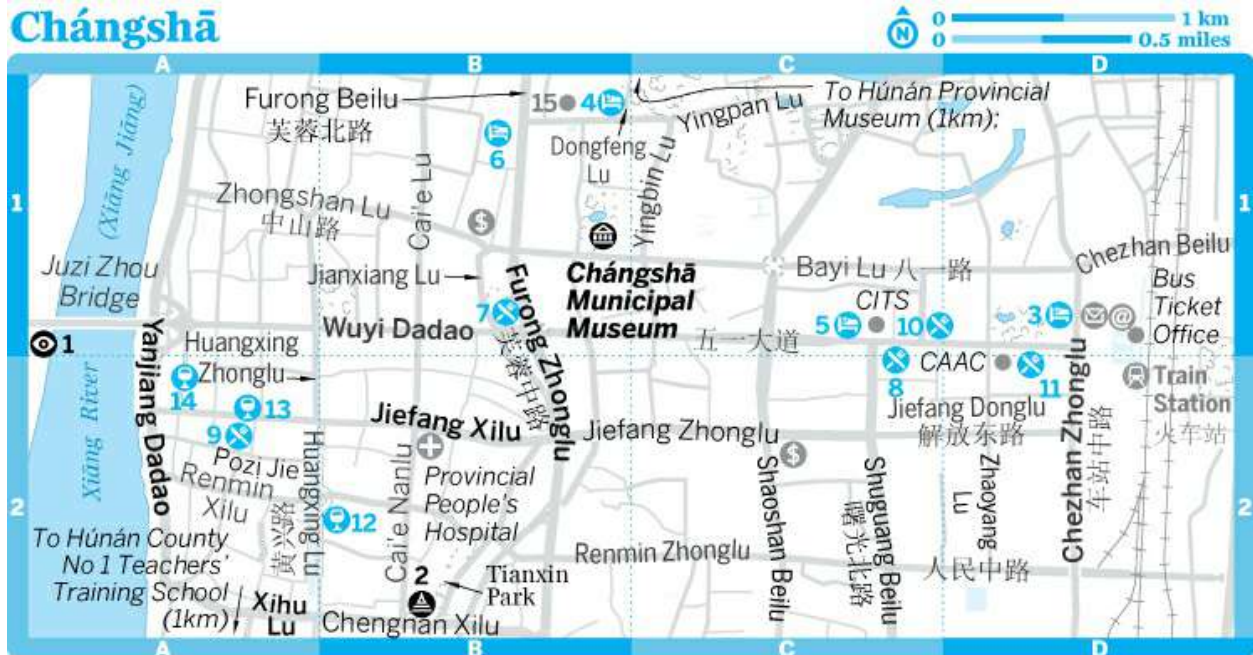 Chángshā
0 1 km
0 0.5 miles
N
A B C D
1
1
2
2
Furong Beilu
芙蓉北路
15
4
To Húnán Provincial
Museum (1km);
Yingpan Lu
6
Dongfeng
Lu
Yingbin Lu
(Xiāng Jiāng)
Zhongshan Lu
中山路
Cai'e Lu
$
Juzi Zhou
Bridge
Jianxiang Lu
Chángshā
Municipal
Museum
Bayi Lu 八一路
CITS
Chezhan Beilu
Bus
Ticket
Office
7
Furong Zhonglu
芙蓉中路
Wuyi Dadao
五一大道
5
10
3
@
1
Huangxing
Zhonglu
14
13
9
Yanjiang Dadao
Xiāng River
8
CAAC
11
Train
Station
火车站
Jiefang Xilu
Jiefang Zhonglu
Jiefang Donglu
解放东路
$
Chezhan Zhonglu
车站中路
Pozi Jie
Renmin
Xilu
Huangxing Lu
黄兴路
12
Cai'e Nanlu
Provincial
People's
Hospital
Shaoshan Beilu
Shuguang Beilu
曙光北路
Zhaoyang
Lu
Renmin Zhonglu
人民中路
To Húnán County
No 1 Teachers'
Training School
(1km)
Xihu
Lu
2
Tianxin
Park
Chengnan Xilu
A B C D